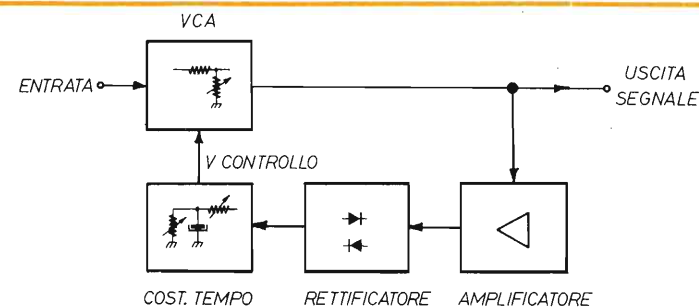 VCA
ENTRATA
USCITA
SEGNALE
V CONTROLLO
COST. TEMPO
RETTIFICATORE
AMPLIFICATORE